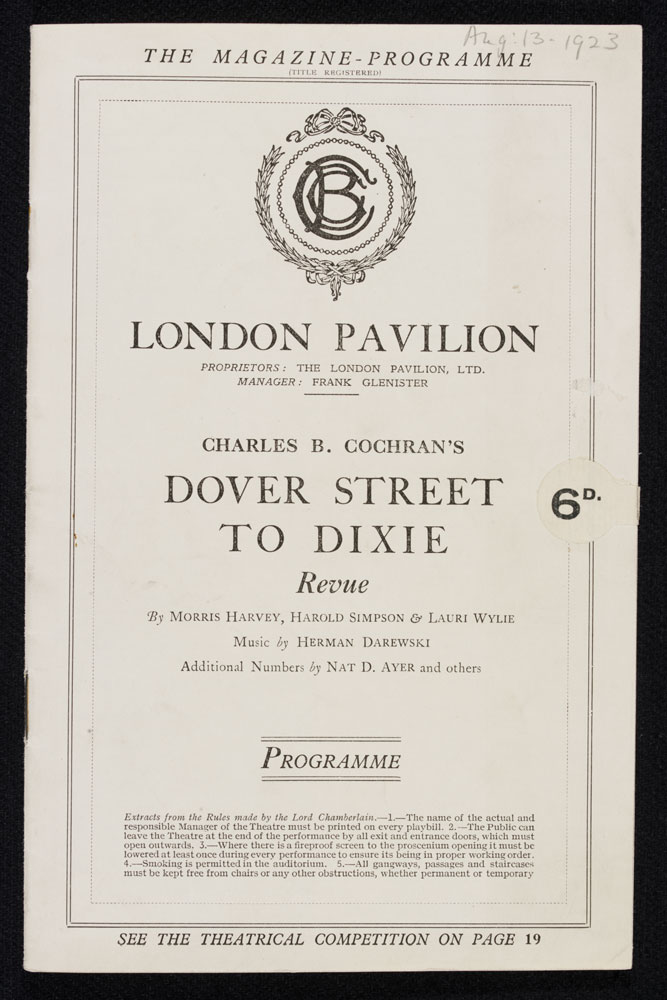 Aug: 13 - 1923
THE MAGAZINE-PROGRAMME
(TITLE REGISTERED)
CBC
LONDON PAVILION
PROPRIETORS: THE LONDON PAVILION, LTD.
MANAGER: FRANK GLENISTER
CHARLES B. COCHRAN'S
DOVER STREET
TO DIXIE
6D.
Revue
By MORRIS HARVEY, HAROLD SIMPSON & LAURI WYLIE
Music by HERMAN DAREWSKI
Additional Numbers by NAT D. AYER and others
PROGRAMME
Extracts from the Rules made by the Lord Chamberlain.—1.—The name of the actual and
responsible Manager of the Theatre must be printed on every playbill. 2.—The Public can
leave the Theatre at the end of the performance by all exit and entrance doors, which must
open outwards. 3.—Where there is a fireproof screen to the proscenium opening it must be
lowered at least once during every performance to ensure its being in proper working order.
4.—Smoking is permitted in the auditorium. 5.—All gangways, passages and staircases
must be kept free from chairs or any other obstructions, whether permanent or temporary
SEE THE THEATRICAL COMPETITION ON PAGE 19